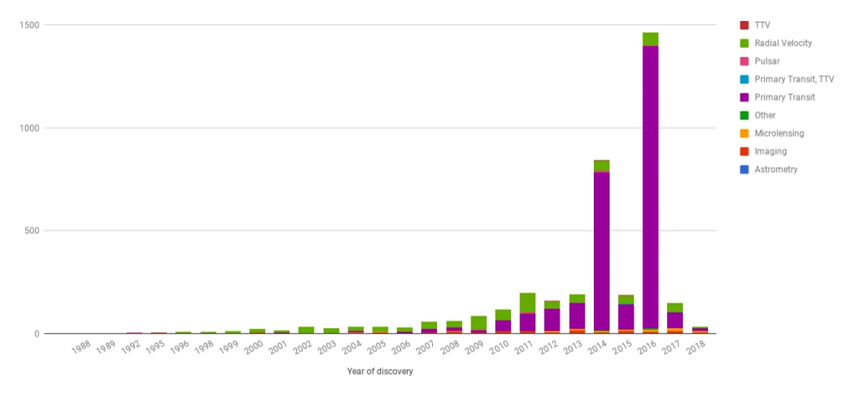 1500
1000
500
0
1988 1989 1992 1995 1996 1998 1999 2000 2001 2002 2003 2004 2005 2006 2007 2008 2009 2010 2011 2012 2013 2014 2015 2016 2017 2018
Year of discovery
TTV
Radial Velocity
Pulsar
Primary Transit, TTV
Primary Transit
Other
Microlensing
Imaging
Astrometry